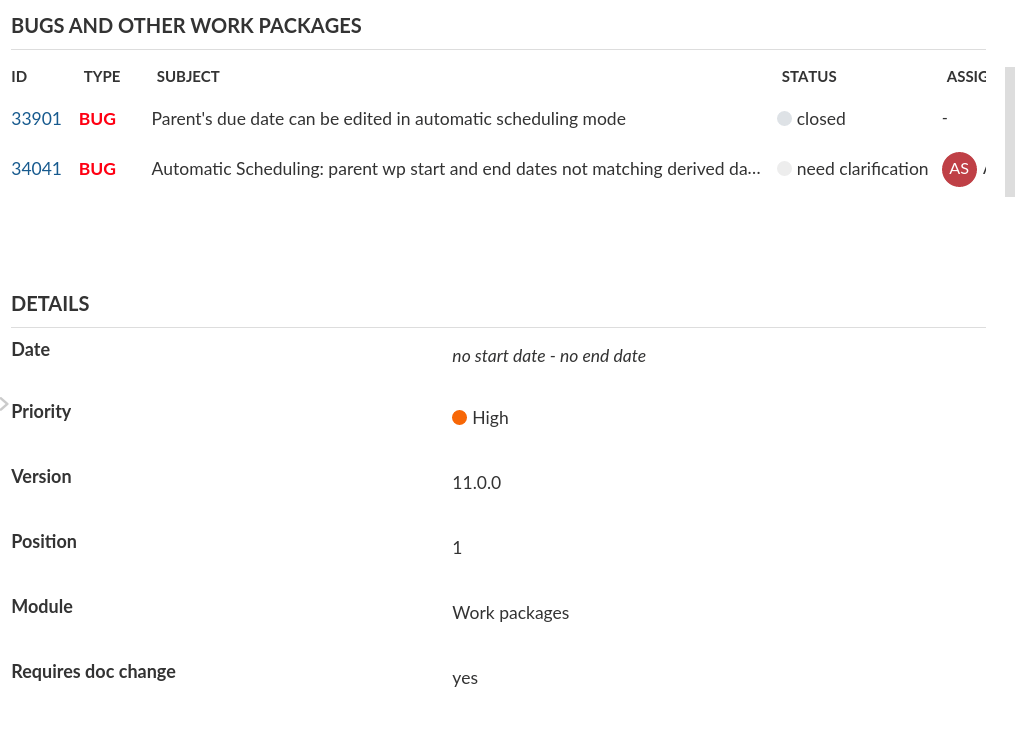 BUGS AND OTHER WORK PACKAGES
ID TYPE SUBJECT STATUS
33901 BUG Parent's due date can be edited in automatic scheduling mode closed -
34041 BUG Automatic Scheduling: parent wp start and end dates not matching derived da... need clarification AS
DETAILS
Date no start date - no end date
Priority High
Version 11.0.0
Position 1
Module Work packages
Requires doc change yes